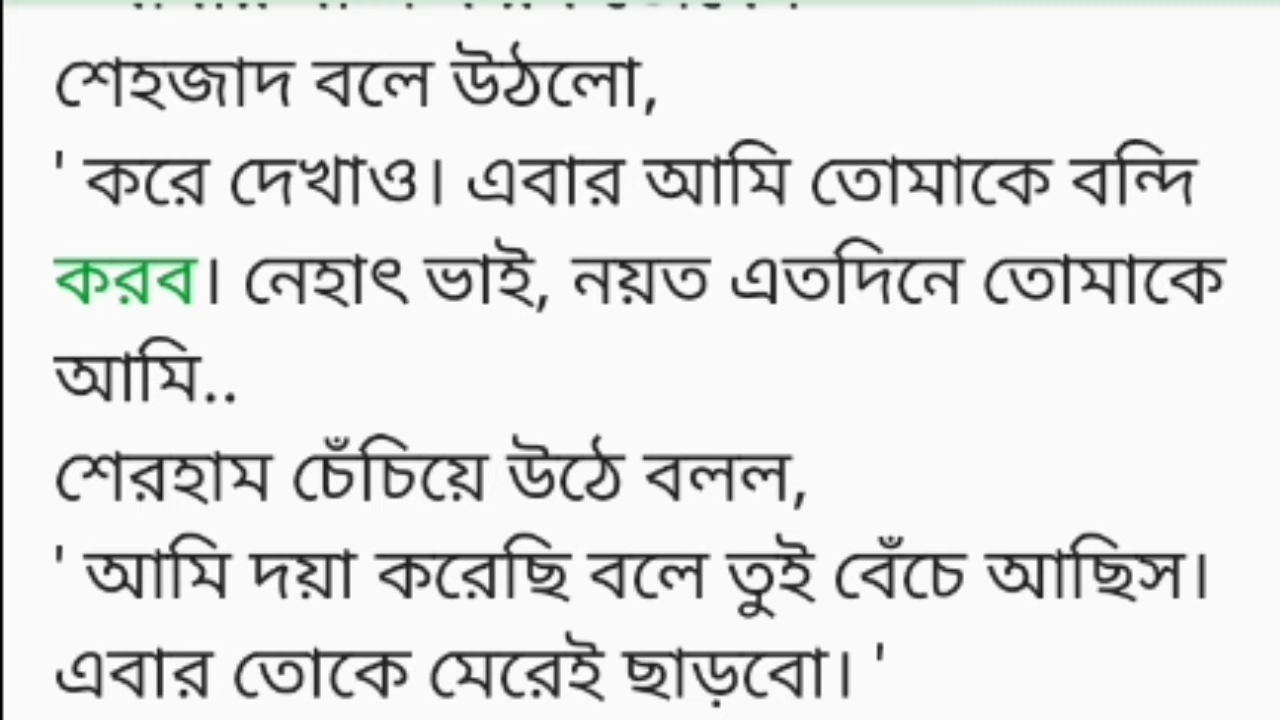 শেহজাদ বলে উঠলো,
' করে দেখাও। এবার আমি তোমাকে বন্দি
করব। নেহাৎ ভাই, নয়ত এতদিনে তোমাকে
আমি..
শেরহাম চেঁচিয়ে উঠে বলল,
' আমি দয়া করেছি বলে তুই বেঁচে আছিস।
এবার তোকে মেরেই ছাড়বো। '